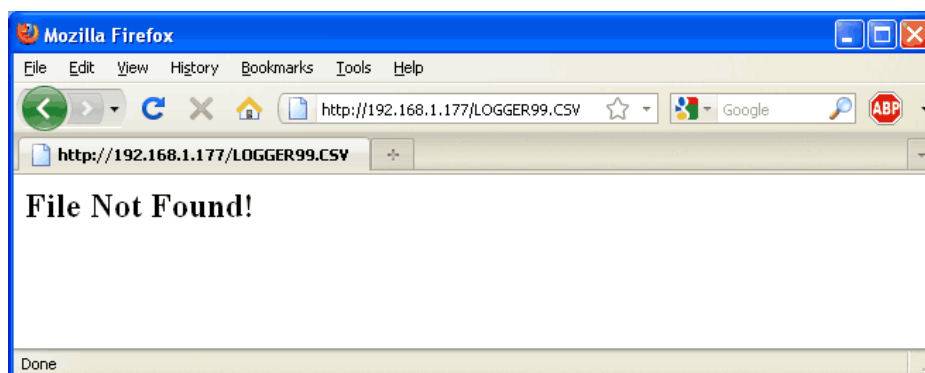 Mozilla Firefox
File Edit View History Bookmarks Tools Help
http://192.168.1.177/LOGGER99.CSV Google ABP
http://192.168.1.177/LOGGER99.CSV
File Not Found!
Done